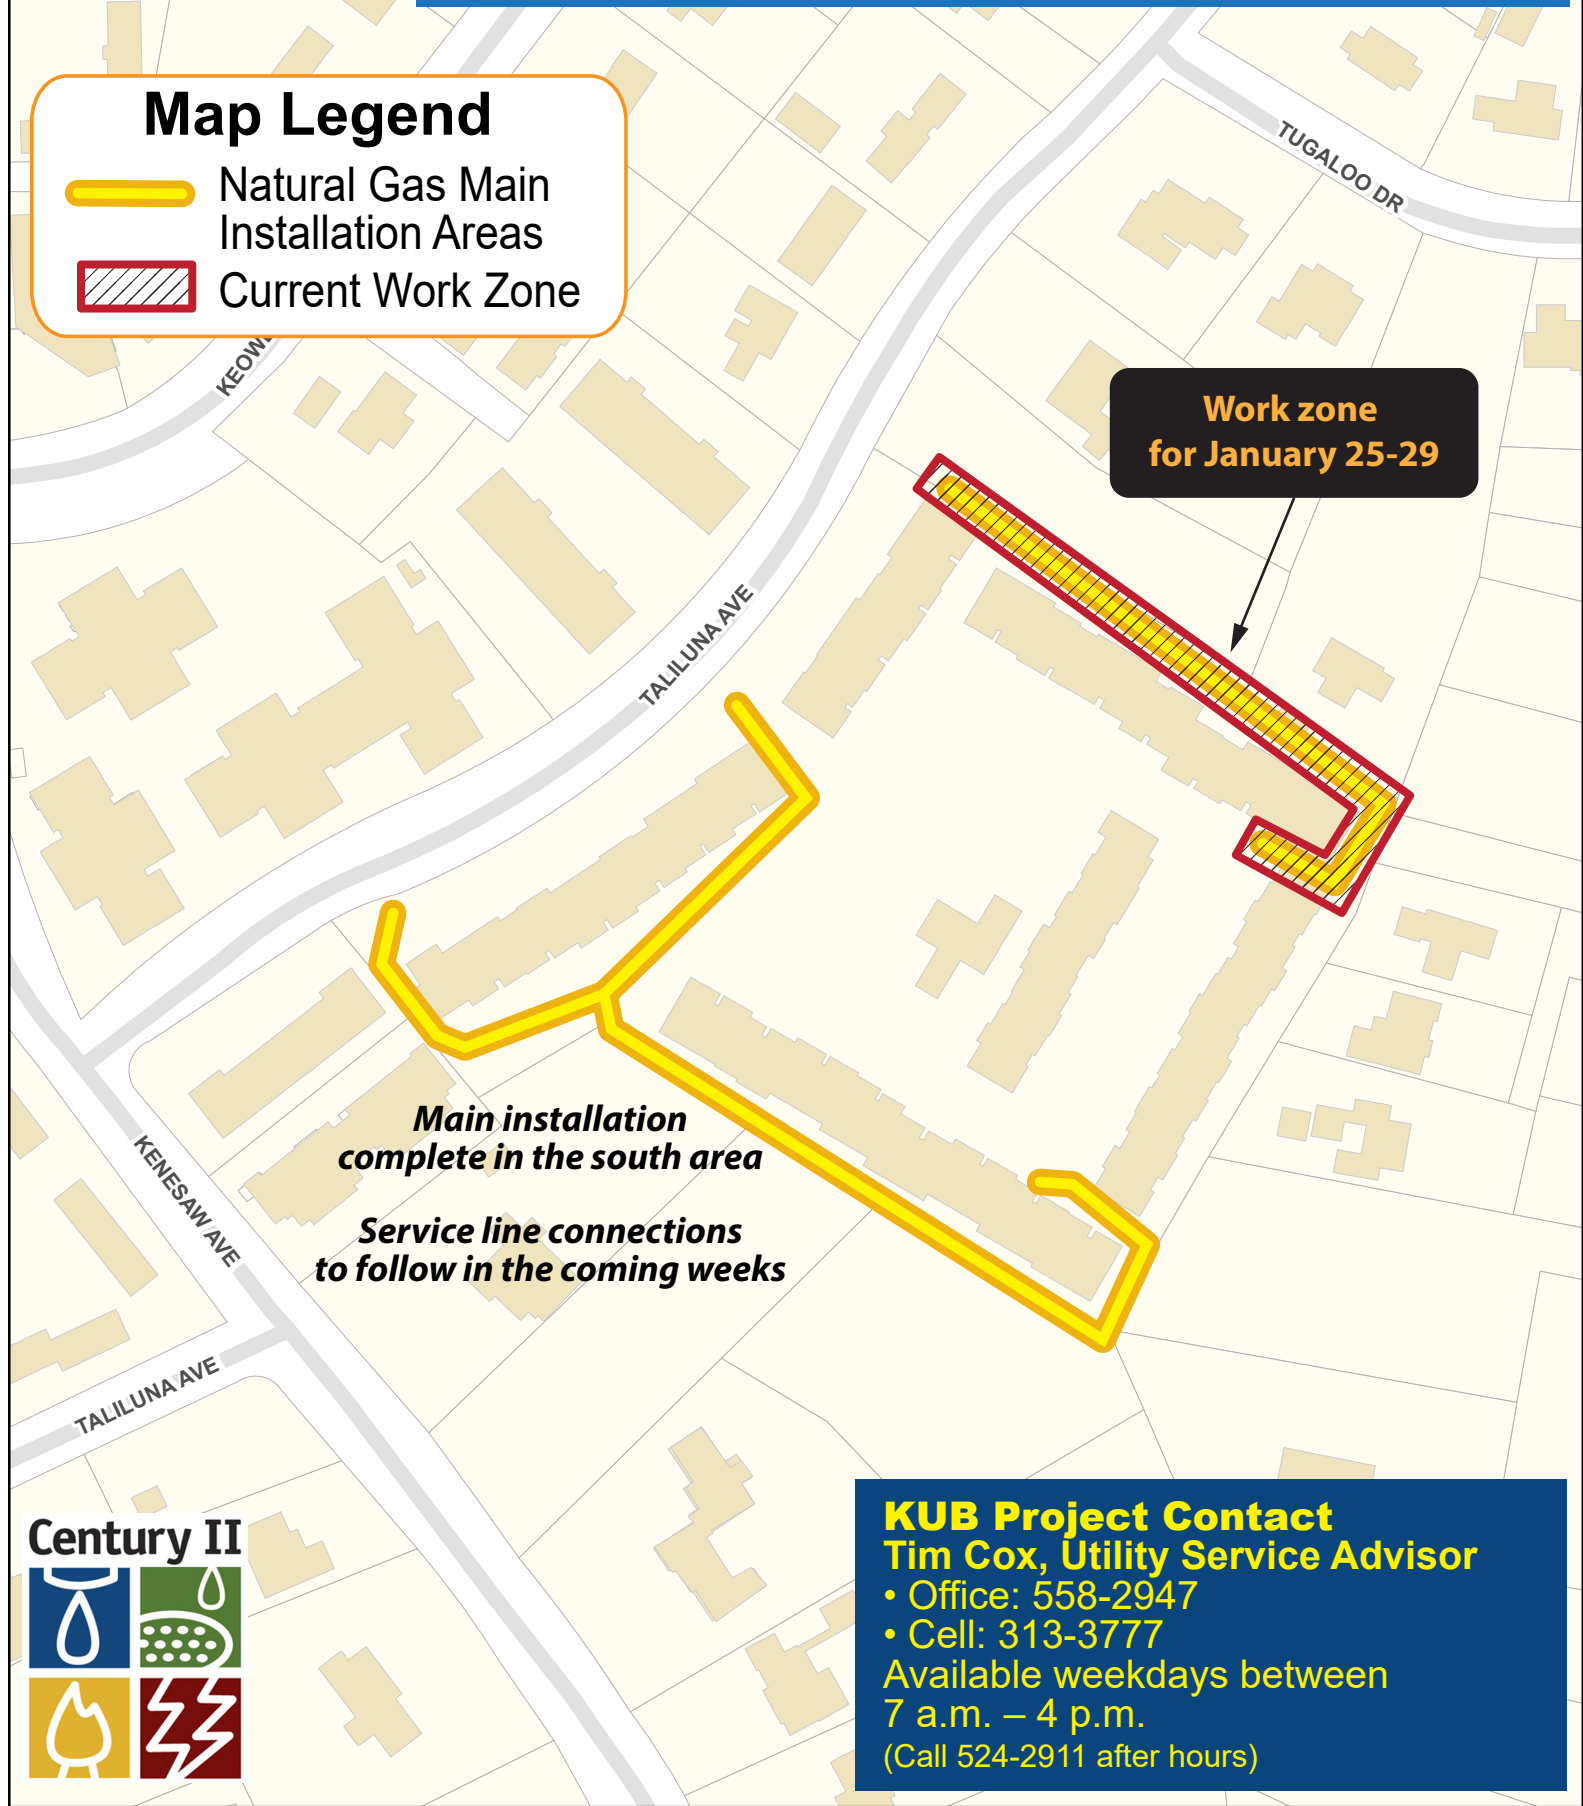 Map Legend
Natural Gas Main
Installation Areas
Current Work Zone
TUGALOO DR
KEOW
Work zone
for January 25-29
TALILUNA AVE
Main installation
complete in the south area
Service line connections
to follow in the coming weeks
KENESAW AVE
TALILUNA AVE
Century II
KUB Project Contact
Tim Cox, Utility Service Advisor
• Office: 558-2947
• Cell: 313-3777
Available weekdays between
7 a.m. – 4 p.m.
(Call 524-2911 after hours)